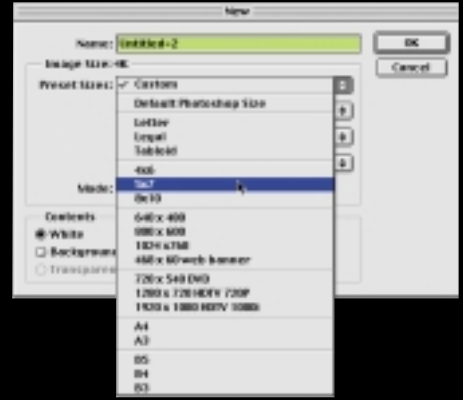 New
Name: Untitled-2
OK
Cancel
Image Size: 4K
Preset Sizes: ✓ Custom
Default Photoshop Size
Letter
Legal
Tabloid
4x6
5x7
8x10
Mode:
640 x 480
800 x 600
1024 x 768
468 x 60 web banner
720 x 540 DVD
1280 x 720 HDTV 720P
1920 x 1080 HDTV 1080i
A4
A3
B5
B4
B3
Contents
White
Background
Transparen